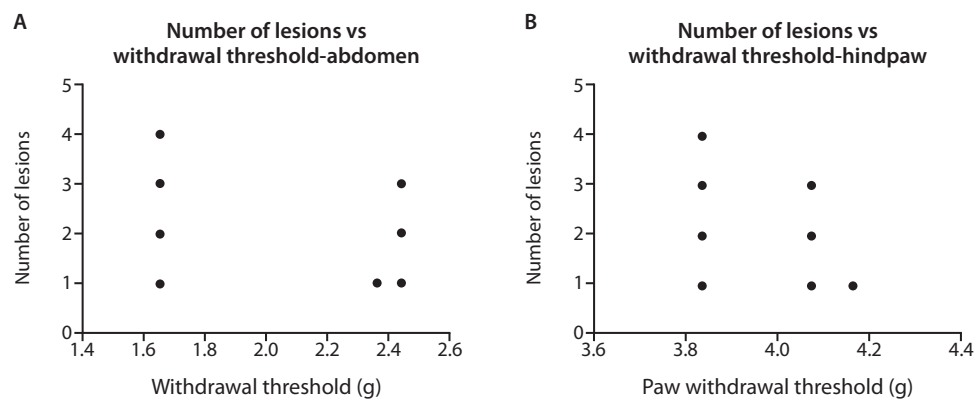 A
Number of lesions vs
withdrawal threshold-abdomen
Number of lesions
5
4
3
2
1
0
1.4 1.6 1.8 2.0 2.2 2.4 2.6
Withdrawal threshold (g)
B
Number of lesions vs
withdrawal threshold-hindpaw
Number of lesions
5
4
3
2
1
0
3.6 3.8 4.0 4.2 4.4
Paw withdrawal threshold (g)